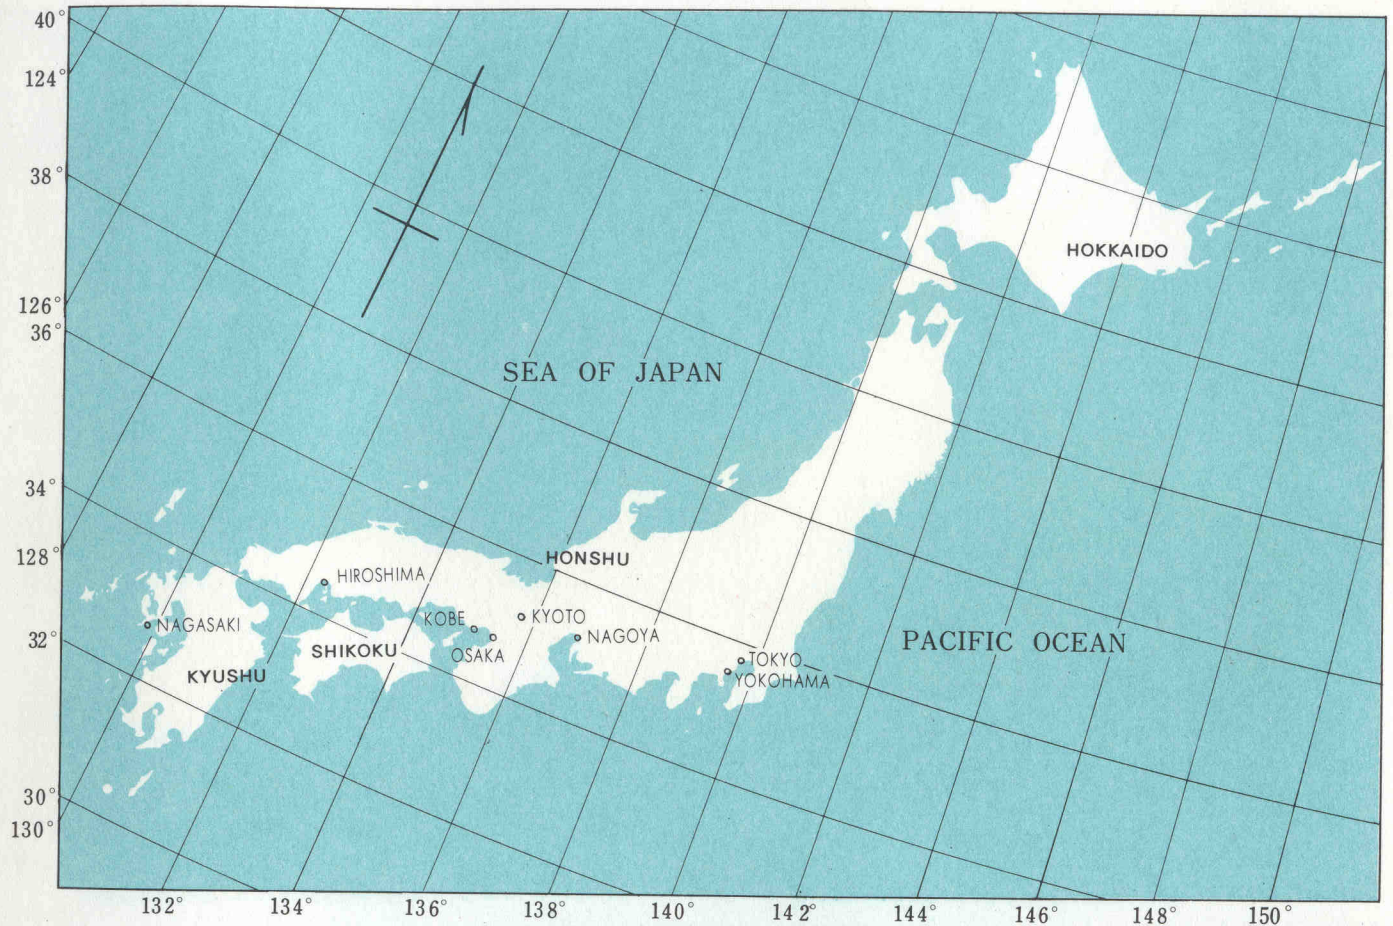 40°
124°
38°
126°
36°
34°
128°
32°
30°
130°
HOKKAIDO
SEA OF JAPAN
HONSHU
HIROSHIMA
KYOTO
KOBE
NAGASAKI
NAGOYA
OSAKA
SHIKOKU
PACIFIC OCEAN
TOKYO
KYUSHU
YOKOHAMA
132° 134° 136° 138° 140° 142° 144° 146° 148° 150°